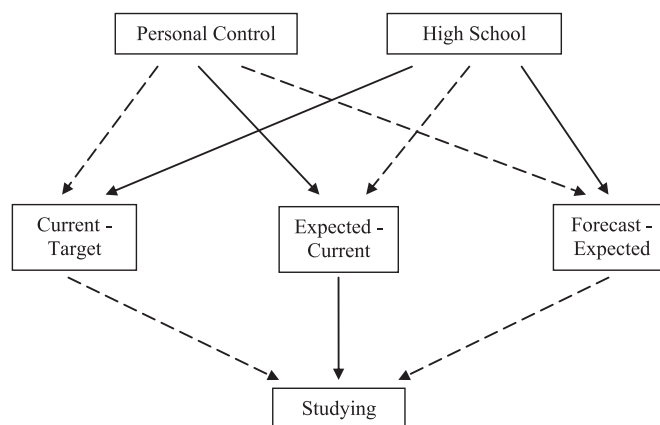 Personal Control
High School
Current -
Target
Expected -
Current
Forecast -
Expected
Studying